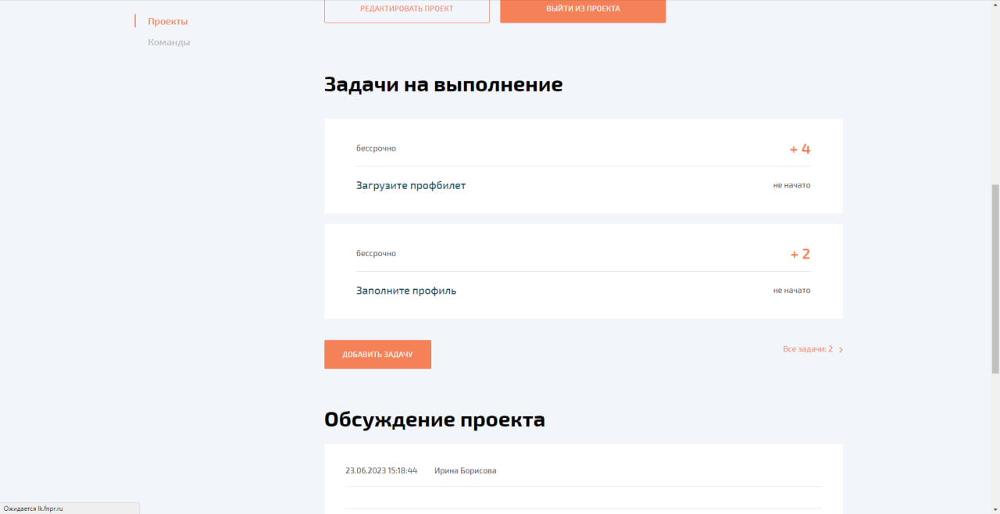 РЕДАКТИРОВАТЬ ПРОЕКТ
ВЫЙТИ ИЗ ПРОЕКТА
Проекты
Команды
Задачи на выполнение
бессрочно
+ 4
Загрузите профбилет
не начато
бессрочно
+ 2
Заполните профиль
не начато
ДОБАВИТЬ ЗАДАЧУ
Все задачи: 2
Обсуждение проекта
23.06.2023 15:18:44 Ирина Борисова
Ожидается lk.fnpr.ru